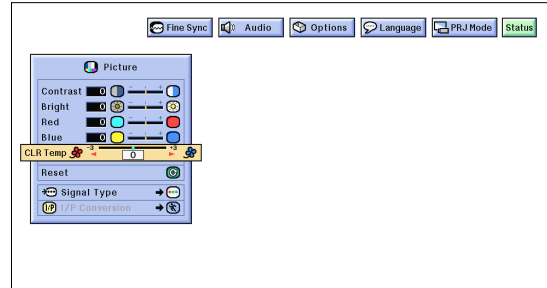 Fine Sync Audio Options Language PRJ Mode Status
Picture
Contrast 0 - +
Bright 0 - +
Red 0 - +
Blue 0 - +
CLR Temp -3 0 +3
Reset
Signal Type
I/P I/P Conversion